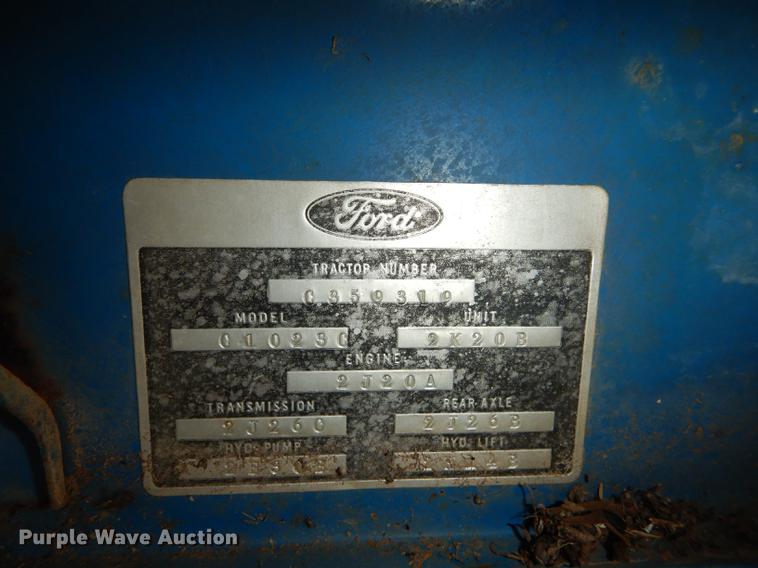 Ford
TRACTOR NUMBER
C359319
MODEL UNIT
C1023C 2K20B
ENGINE
2J20A
TRANSMISSION REAR AXLE
2J26C 2J26B
HYD. PUMP HYD. LIFT
Purple Wave Auction